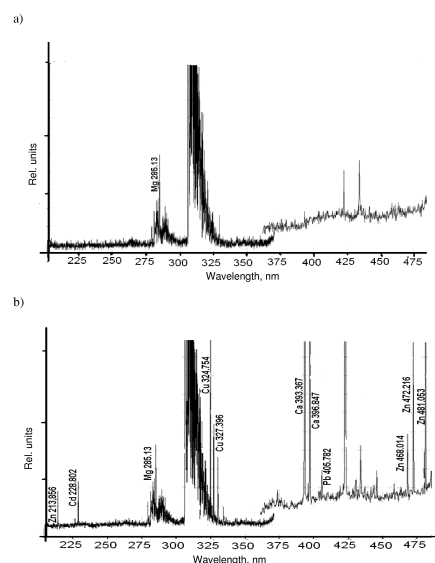 a)
Rel. units
Mg 285.13
225 250 275 300 325 350 375 400 425 450 475
Wavelength, nm
b)
Rel. units
Zn 213.856
Cd 228.802
Mg 285.13
Cu 324.754
Cu 327.396
Ca 393.367
Ca 396.847
Pb 405.782
Zn 468.014
Zn 472.216
Zn 481.053
225 250 275 300 325 350 375 400 425 450 475
Wavelength, nm